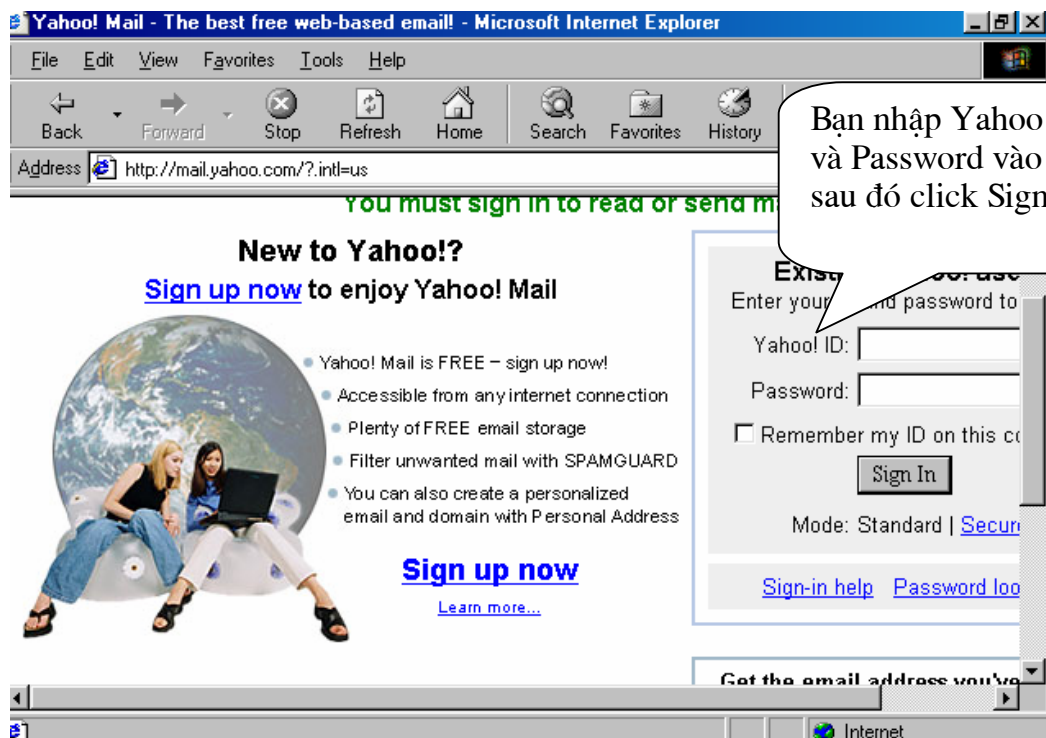 Yahoo! Mail - The best free web-based email! - Microsoft Internet Explorer
File Edit View Favorites Tools Help
Back Forward Stop Refresh Home Search Favorites History
Address http://mail.yahoo.com/?.intl=us
Bạn nhập Yahoo
và Password vào
sau đó click Sign
You must sign in to read or send m
New to Yahoo!?
Sign up now to enjoy Yahoo! Mail
Yahoo! Mail is FREE – sign up now!
Accessible from any internet connection
Plenty of FREE email storage
Filter unwanted mail with SPAMGUARD
You can also create a personalized
email and domain with Personal Address
Sign up now
Learn more...
Enter your password to
Yahoo! ID:
Password:
Remember my ID on this co
Sign In
Mode: Standard | Secur
Sign-in help Password loo
Get the email address you've
Internet